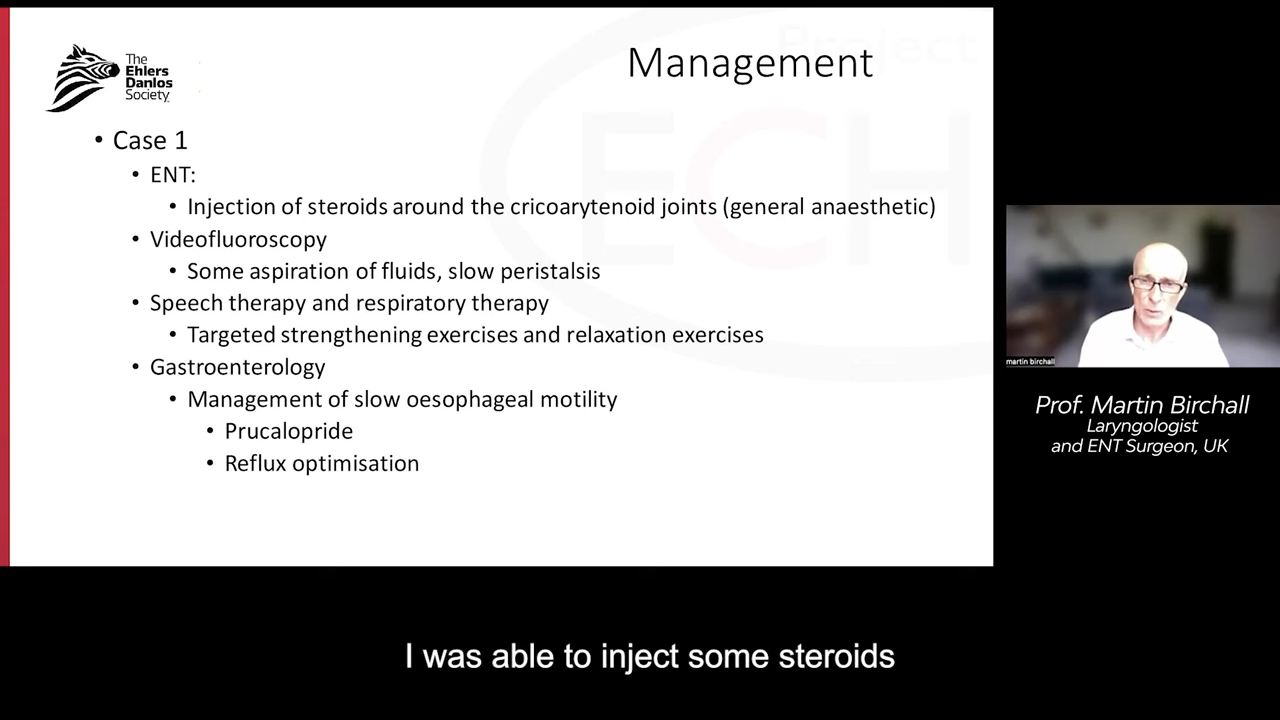 The
Ehlers
Danlos
Society
Project
ECH
Management
• Case 1
• ENT:
• Injection of steroids around the cricoarytenoid joints (general anaesthetic)
• Videofluoroscopy
• Some aspiration of fluids, slow peristalsis
• Speech therapy and respiratory therapy
• Targeted strengthening exercises and relaxation exercises
• Gastroenterology
• Management of slow oesophageal motility
• Prucalopride
• Reflux optimisation
martin birchall
Prof. Martin Birchall
Laryngologist
and ENT Surgeon, UK
I was able to inject some steroids